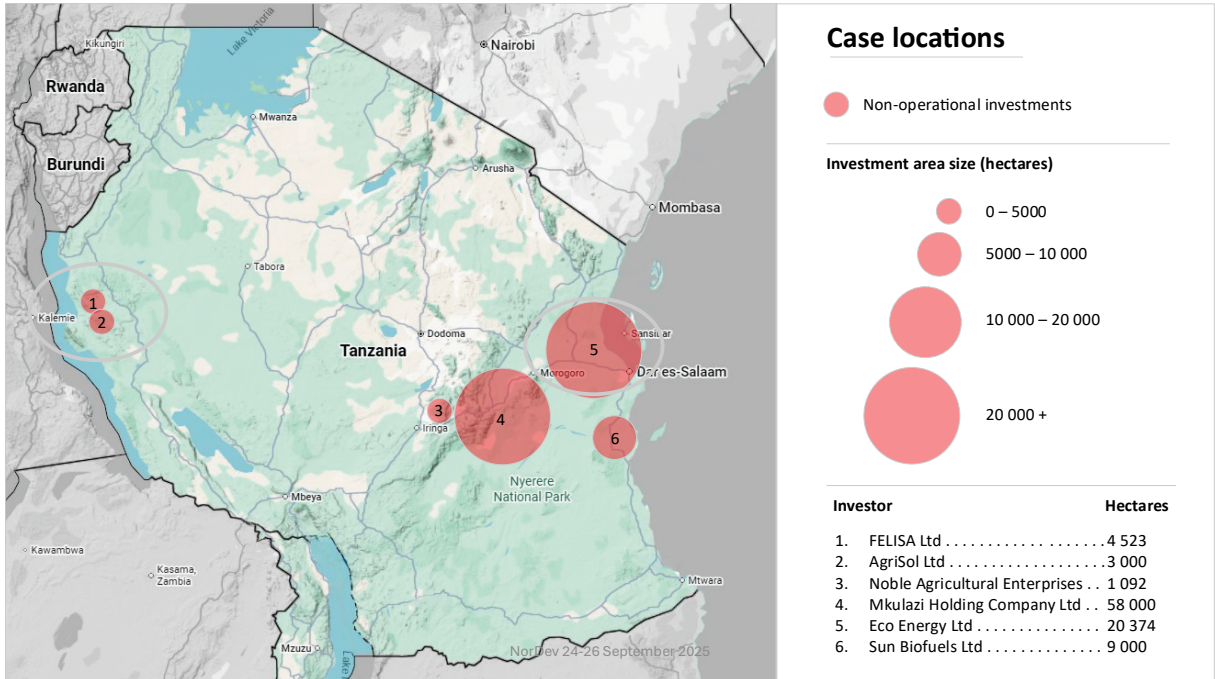 Lake Victoria
Kikungiri
Nairobi
Rwanda
Mwanza
Burundi
Arusha
Mombasa
Tabora
1
2
Kalemie
Dodoma
Tanzania
5
Morogoro
3
4
Iringa
6
Nyerere
National Park
Mbeya
Kawambwa
Kasama,
Zambia
Mtwara
Mzuzu
Lake
NorDev 24-26 September 2025
Case locations
Non-operational investments
Investment area size (hectares)
0 – 5000
5000 – 10 000
10 000 – 20 000
20 000 +
Investor Hectares
1. FELISA Ltd . . . . . . . . . . . . . . . . . . . 4 523
2. AgriSol Ltd . . . . . . . . . . . . . . . . . . . 3 000
3. Noble Agricultural Enterprises . . 1 092
4. Mkulazi Holding Company Ltd . . 58 000
5. Eco Energy Ltd . . . . . . . . . . . . . . . 20 374
6. Sun Biofuels Ltd . . . . . . . . . . . . . . 9 000